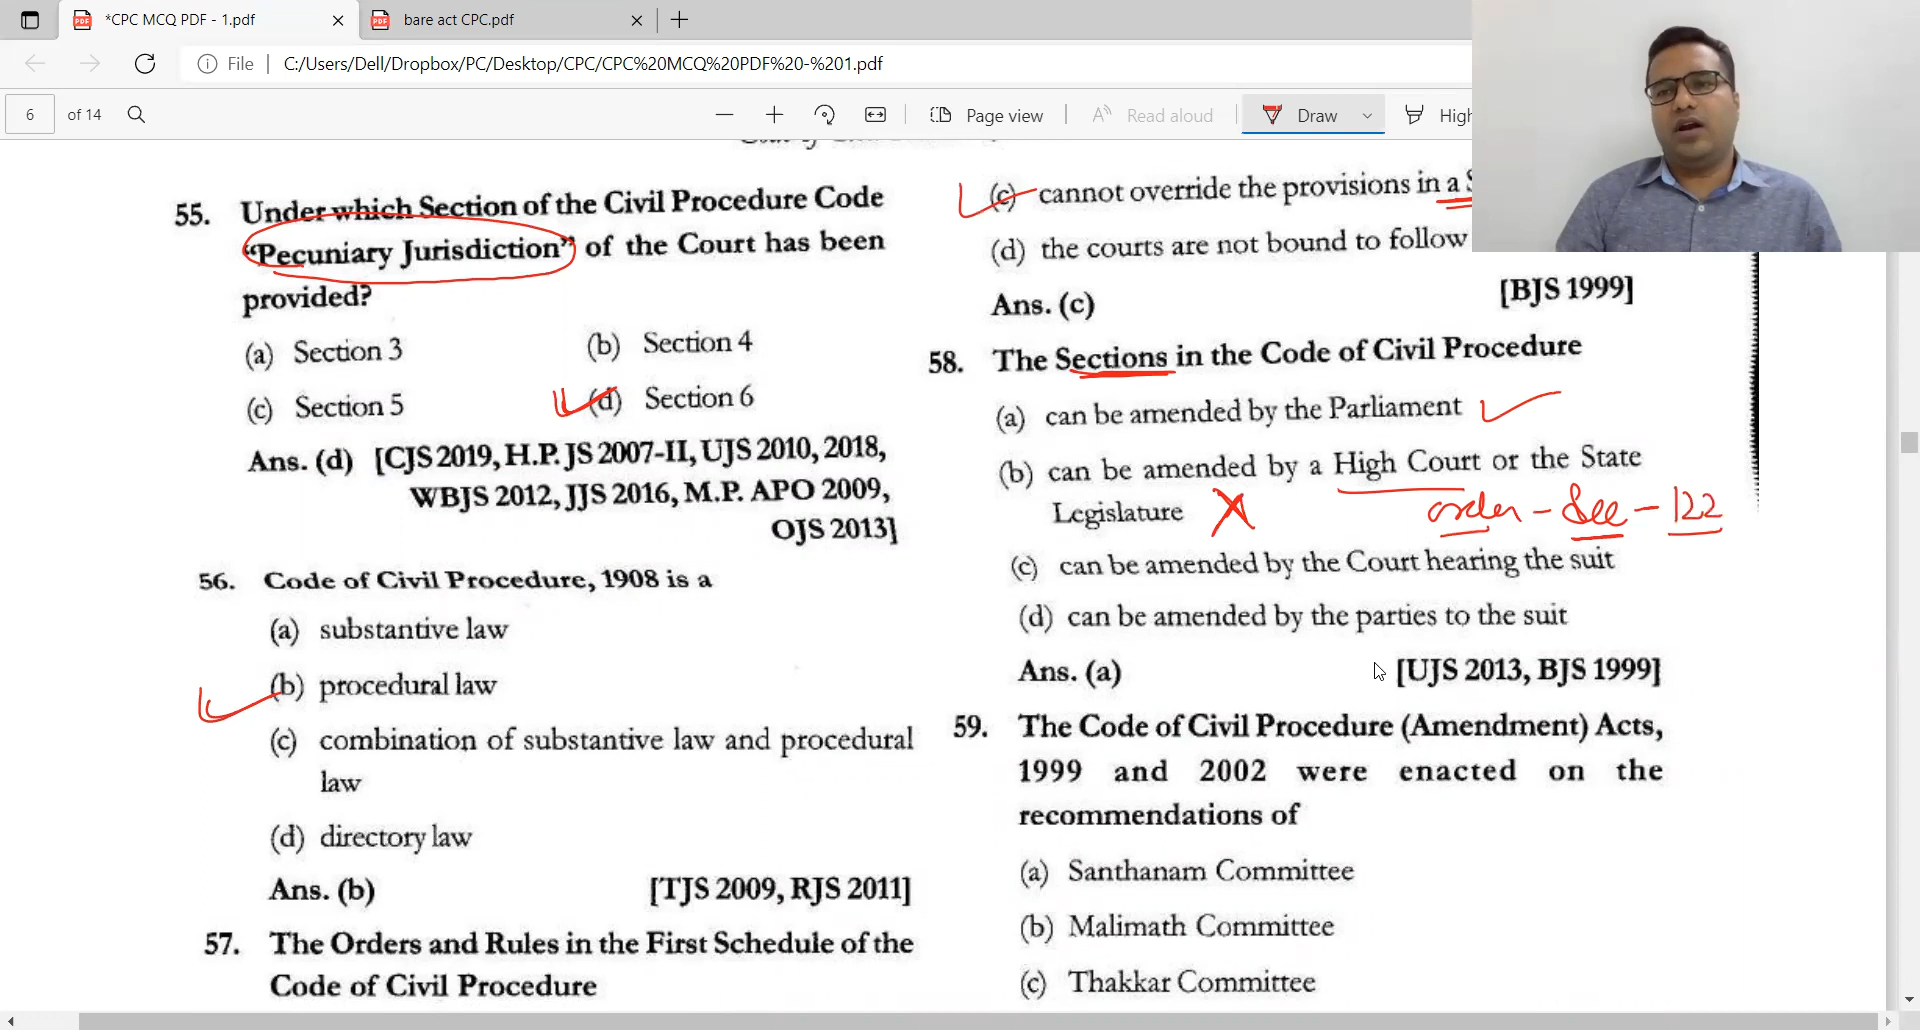 *CPC MCQ PDF - 1.pdf
bare act CPC.pdf
File
C:/Users/Dell/Dropbox/PC/Desktop/CPC/CPC%20MCQ%20PDF%20-%201.pdf
6 of 14
Page view
Read aloud
Draw
55. Under which Section of the Civil Procedure Code
“Pecuniary Jurisdiction” of the Court has been
provided?
(a) Section 3
(b) Section 4
(c) Section 5
(d) Section 6
Ans. (d) [CJS 2019, H.P. JS 2007-II, UJS 2010, 2018,
WBJS 2012, JJS 2016, M.P. APO 2009,
OJS 2013]
56. Code of Civil Procedure, 1908 is a
(a) substantive law
(b) procedural law
(c) combination of substantive law and procedural
law
(d) directory law
Ans. (b) [TJS 2009, RJS 2011]
57. The Orders and Rules in the First Schedule of the
Code of Civil Procedure
(c) cannot override the provisions in a
(d) the courts are not bound to follow
Ans. (c) [BJS 1999]
58. The Sections in the Code of Civil Procedure
(a) can be amended by the Parliament
(b) can be amended by a High Court or the State
Legislature
order - Sec - 122
(c) can be amended by the Court hearing the suit
(d) can be amended by the parties to the suit
Ans. (a) [UJS 2013, BJS 1999]
59. The Code of Civil Procedure (Amendment) Acts,
1999 and 2002 were enacted on the
recommendations of
(a) Santhanam Committee
(b) Malimath Committee
(c) Thakkar Committee